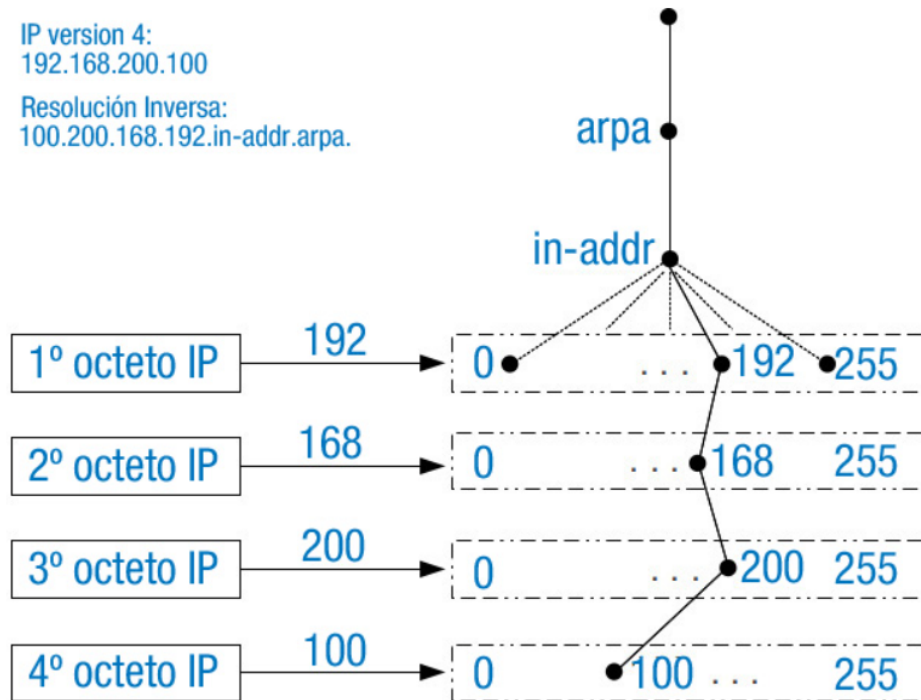 IP version 4:
192.168.200.100
Resolución Inversa:
100.200.168.192.in-addr.arpa.
arpa
in-addr
1º octeto IP 192 0 ... 192 255
2º octeto IP 168 0 ... 168 255
3º octeto IP 200 0 ... 200 255
4º octeto IP 100 0 100 ... 255